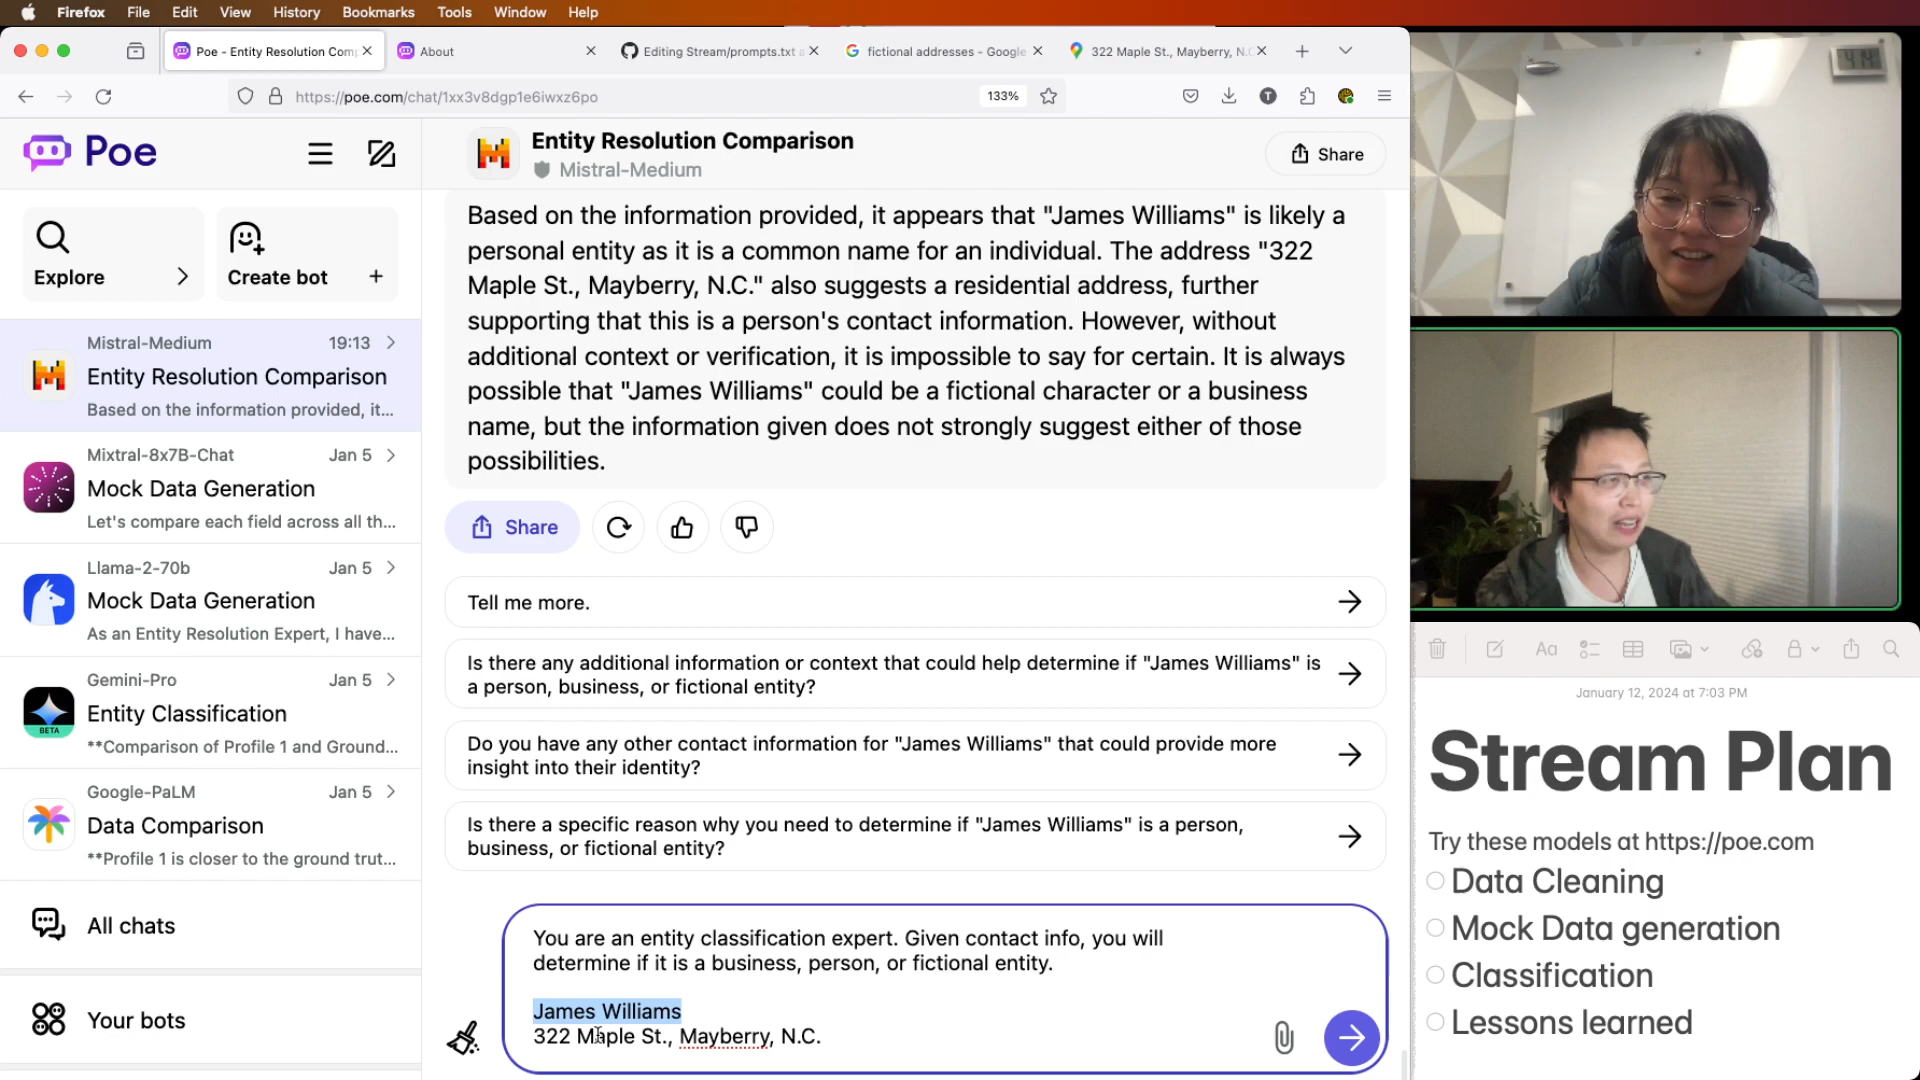 Firefox File Edit View History Bookmarks Tools Window Help
Poe - Entity Resolution Comp
About
Editing Stream/prompts.txt a
fictional addresses - Google
322 Maple St., Mayberry, N.C
https://poe.com/chat/1xx3v8dgp1e6iwxz6po
133%
T
Poe
Explore
Create bot +
Mistral-Medium 19:13
Entity Resolution Comparison
Based on the information provided, it...
Mixtral-8x7B-Chat Jan 5
Mock Data Generation
Let's compare each field across all th...
Llama-2-70b Jan 5
Mock Data Generation
As an Entity Resolution Expert, I have...
Gemini-Pro Jan 5
BETA
Entity Classification
**Comparison of Profile 1 and Ground...
Google-PaLM Jan 5
Data Comparison
**Profile 1 is closer to the ground trut...
All chats
Your bots
Entity Resolution Comparison
Mistral-Medium
Share
Based on the information provided, it appears that "James Williams" is likely a
personal entity as it is a common name for an individual. The address "322
Maple St., Mayberry, N.C." also suggests a residential address, further
supporting that this is a person's contact information. However, without
additional context or verification, it is impossible to say for certain. It is always
possible that "James Williams" could be a fictional character or a business
name, but the information given does not strongly suggest either of those
possibilities.
Share
Tell me more.
Is there any additional information or context that could help determine if "James Williams" is
a person, business, or fictional entity?
Do you have any other contact information for "James Williams" that could provide more
insight into their identity?
Is there a specific reason why you need to determine if "James Williams" is a person,
business, or fictional entity?
You are an entity classification expert. Given contact info, you will
determine if it is a business, person, or fictional entity.
James Williams
322 Maple St., Mayberry, N.C.
Aa
January 12, 2024 at 7:03 PM
Stream Plan
Try these models at https://poe.com
Data Cleaning
Mock Data generation
Classification
Lessons learned